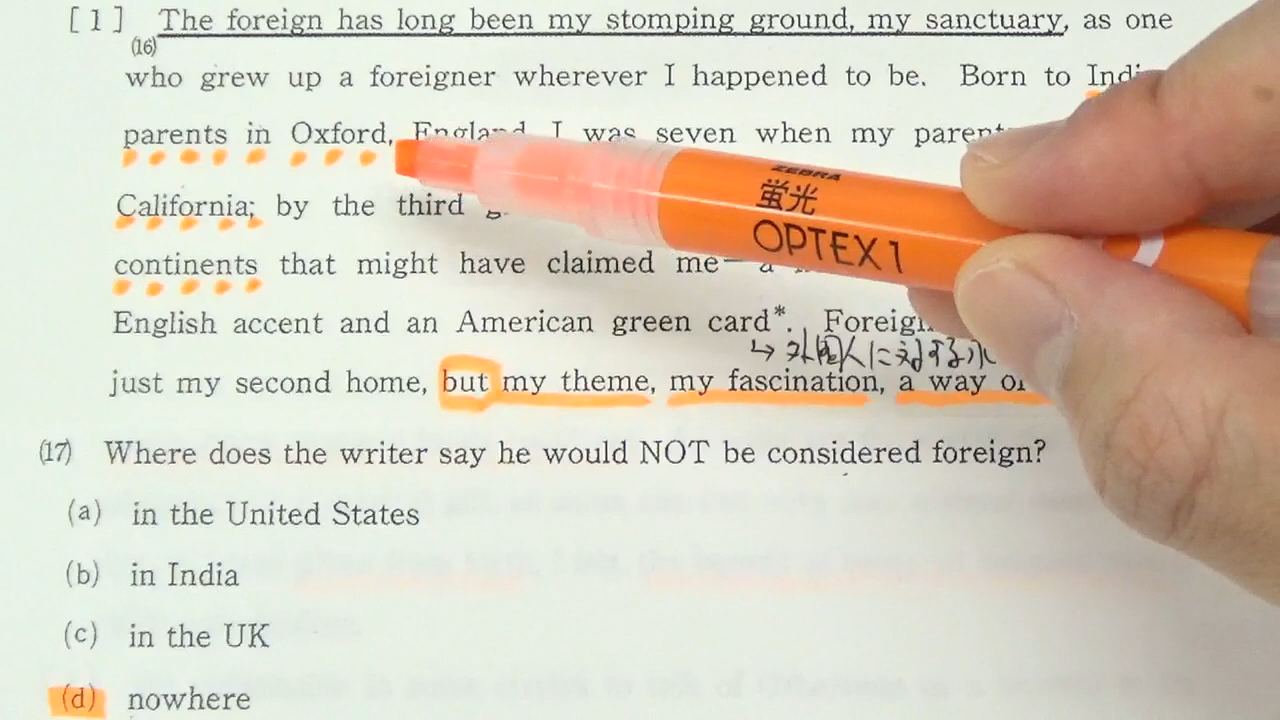 [1] The foreign has long been my stomping ground, my sanctuary, as one
(16)
who grew up a foreigner wherever I happened to be. Born to
parents in Oxford, England I was seven when my
California; by the third
continents that might have claimed me—a
English accent and an American green card*.
↳ 外国人に対する
just my second home, but my theme, my fascination, a way
(17) Where does the writer say he would NOT be considered foreign?
(a) in the United States
(b) in India
(c) in the UK
(d) nowhere
ZEBRA
蛍光
OPTEX 1